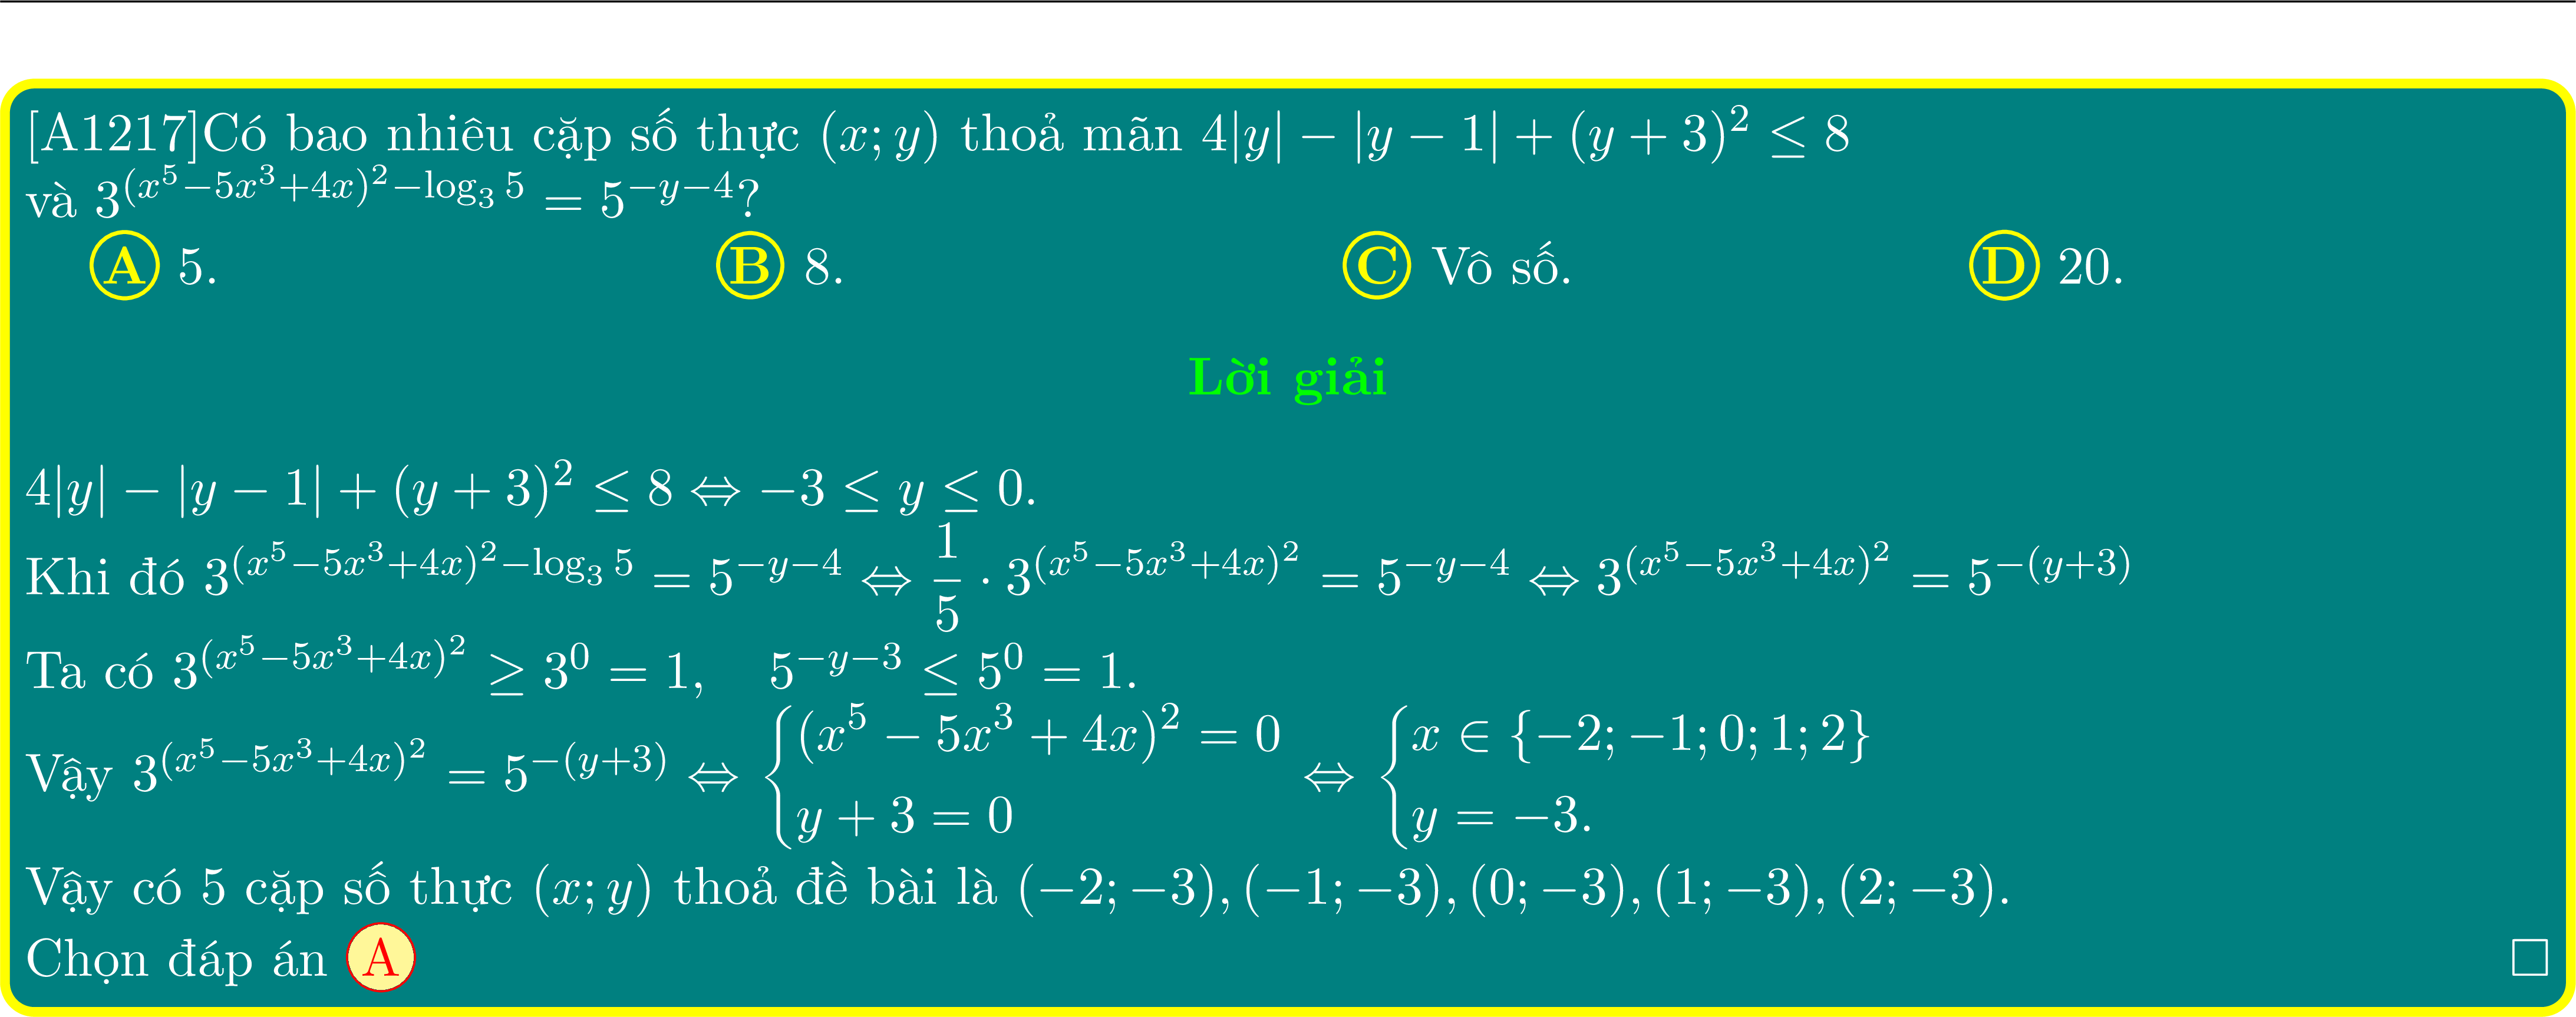 [A1217]Có bao nhiêu cặp số thực $(x; y)$ thoả mãn $4|y| - |y - 1| + (y + 3)^2 \leq 8$
và $3^{(x^5-5x^3+4x)^2-\log_3 5} = 5^{-y-4}$?
A 5. B 8. C Vô số. D 20.
Lời giải
$4|y| - |y - 1| + (y + 3)^2 \leq 8 \Leftrightarrow -3 \leq y \leq 0.$
Khi đó $3^{(x^5-5x^3+4x)^2-\log_3 5} = 5^{-y-4} \Leftrightarrow \frac{1}{5} \cdot 3^{(x^5-5x^3+4x)^2} = 5^{-y-4} \Leftrightarrow 3^{(x^5-5x^3+4x)^2} = 5^{-(y+3)}$
Ta có $3^{(x^5-5x^3+4x)^2} \geq 3^0 = 1, \quad 5^{-y-3} \leq 5^0 = 1.$
Vậy $3^{(x^5-5x^3+4x)^2} = 5^{-(y+3)} \Leftrightarrow \begin{cases} (x^5 - 5x^3 + 4x)^2 = 0 \\ y + 3 = 0 \end{cases} \Leftrightarrow \begin{cases} x \in \{-2; -1; 0; 1; 2\} \\ y = -3. \end{cases}$
Vậy có 5 cặp số thực $(x; y)$ thoả đề bài là $(-2; -3), (-1; -3), (0; -3), (1; -3), (2; -3).$
Chọn đáp án A □